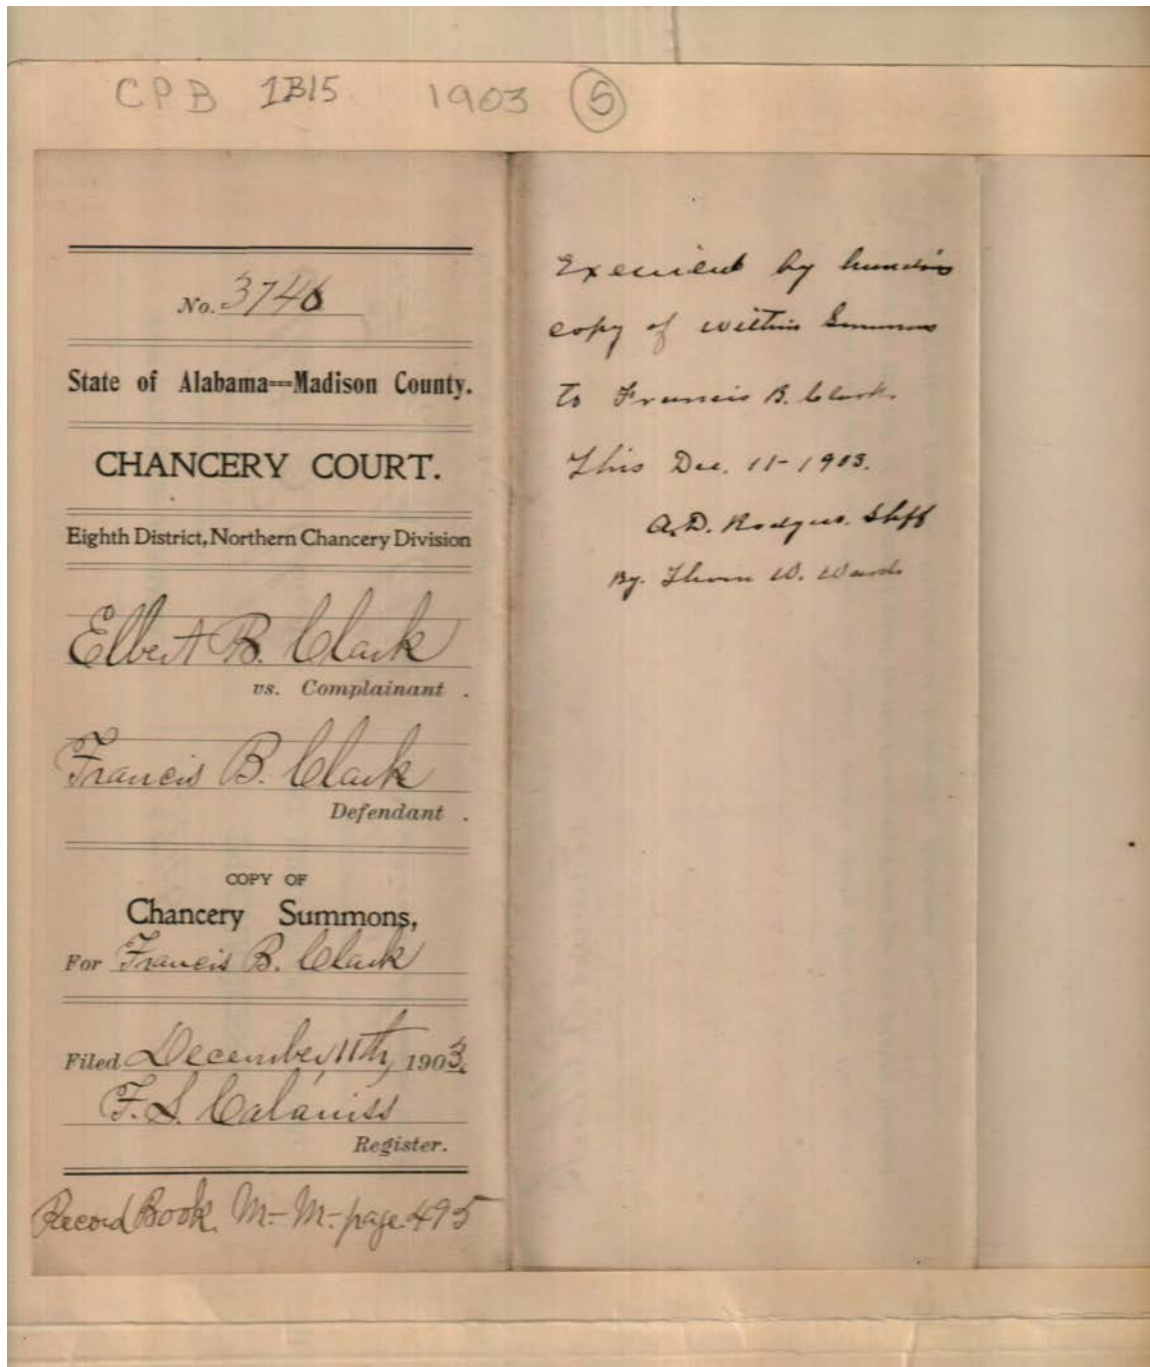 CPB 1B15 1903 5
No. 3746
State of Alabama==Madison County.
CHANCERY COURT.
Eighth District, Northern Chancery Division
Elbert B. Clark
vs. Complainant .
Francis B. Clark
Defendant .
COPY OF
Chancery Summons,
For Francis B. Clark
Filed December, 11th, 1903.
F. S.
Register.
Record Book. M.- M.- page 495
Executed by handing
copy of within Summons
to Francis B. Clark.
This Dec. 11- 1903.
A.D. Rodgers. Shff
By. W. Ward